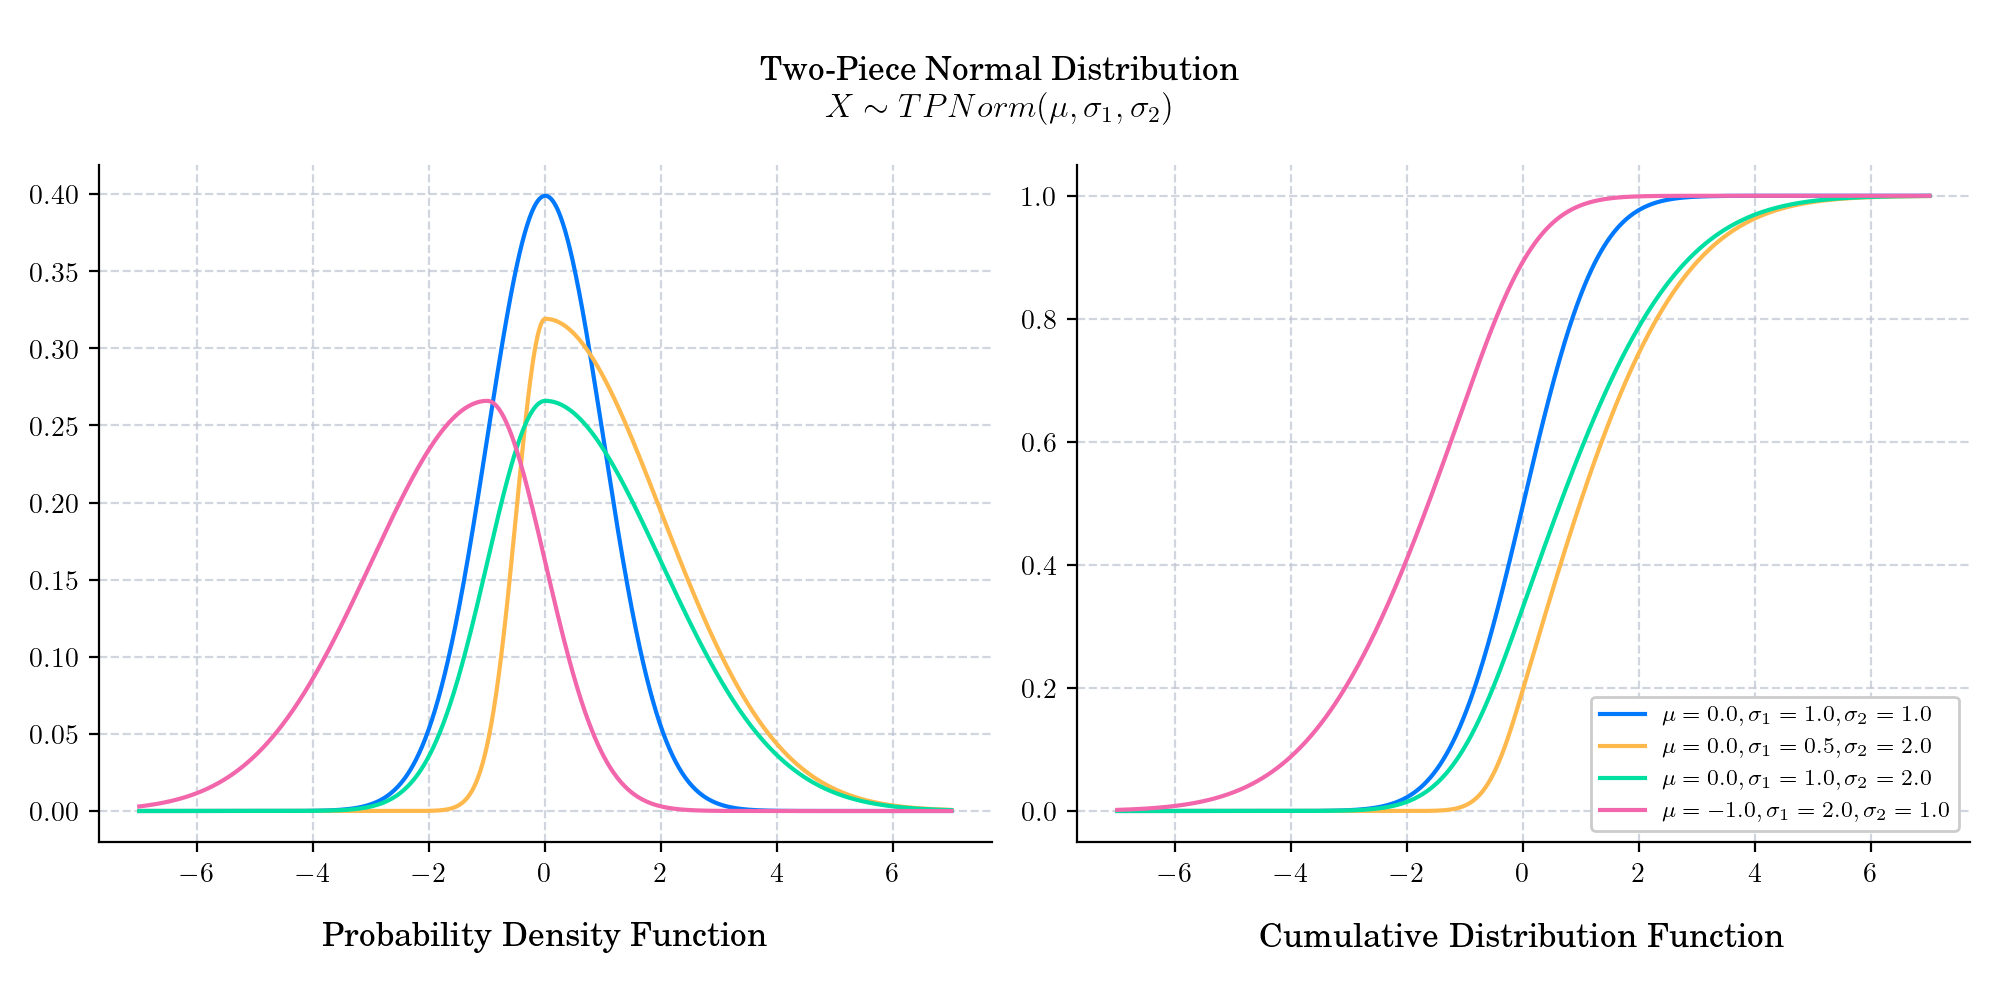 Two-Piece Normal Distribution
X ∼ TPNorm(μ, σ₁, σ₂)
0.40
0.35
0.30
0.25
0.20
0.15
0.10
0.05
0.00
−6 −4 −2 0 2 4 6
Probability Density Function
1.0
0.8
0.6
0.4
0.2
0.0
μ = 0.0, σ₁ = 1.0, σ₂ = 1.0
μ = 0.0, σ₁ = 0.5, σ₂ = 2.0
μ = 0.0, σ₁ = 1.0, σ₂ = 2.0
μ = −1.0, σ₁ = 2.0, σ₂ = 1.0
−6 −4 −2 0 2 4 6
Cumulative Distribution Function